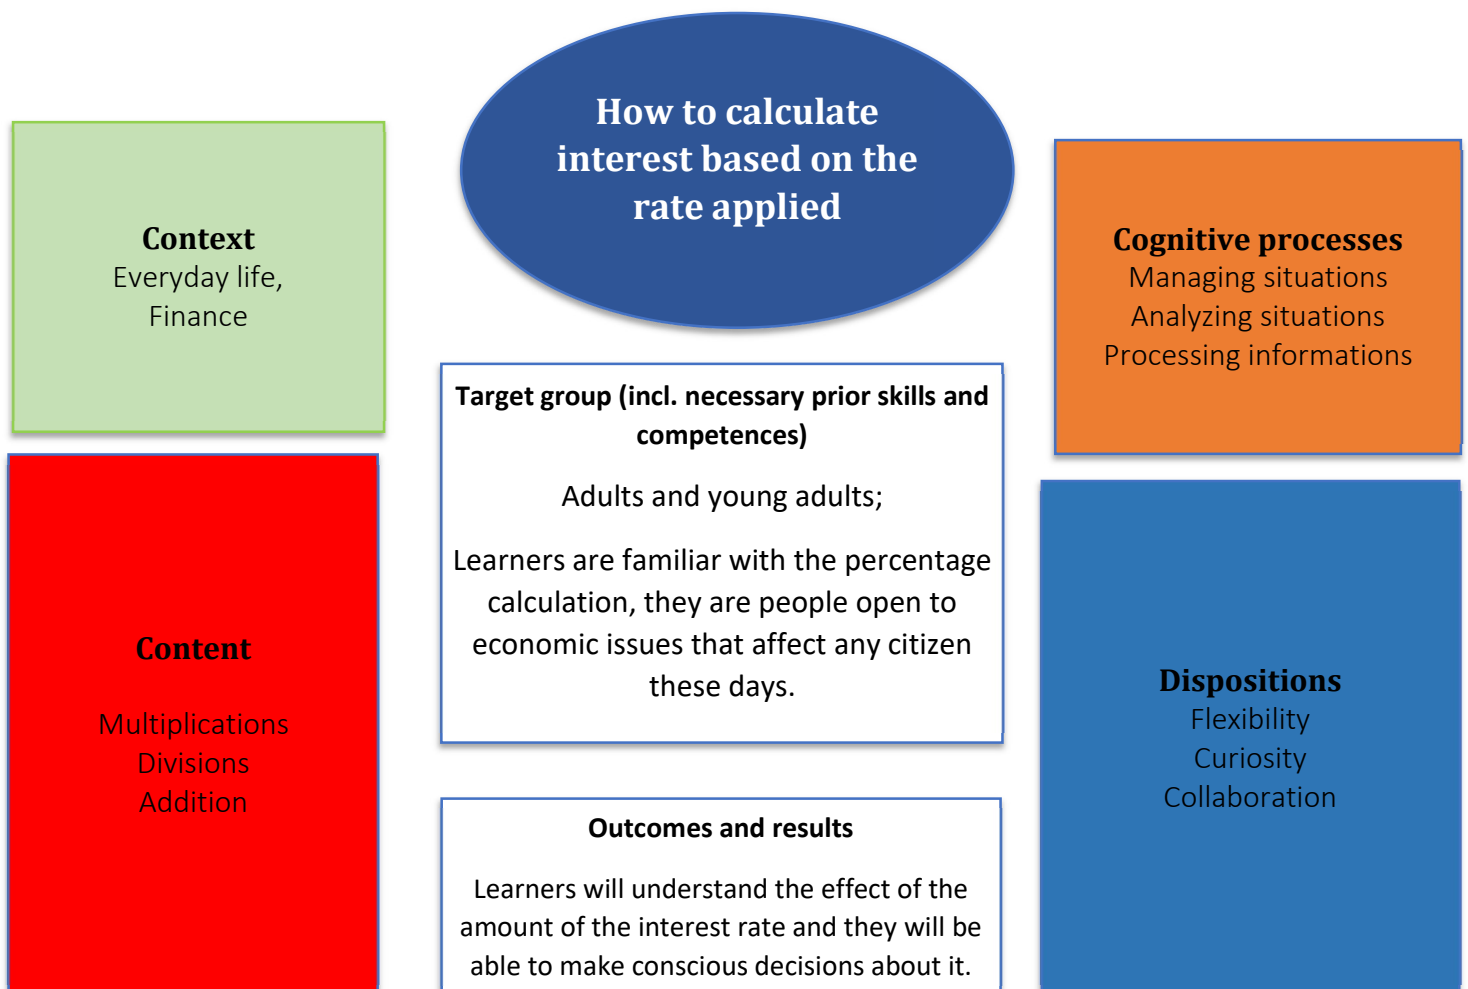 How to calculate
interest based on the
rate applied
Context
Everyday life,
Finance
Cognitive processes
Managing situations
Analyzing situations
Processing informations
Target group (incl. necessary prior skills and
competences)
Adults and young adults;
Learners are familiar with the percentage
calculation, they are people open to
economic issues that affect any citizen
these days.
Content
Multiplications
Divisions
Addition
Dispositions
Flexibility
Curiosity
Collaboration
Outcomes and results
Learners will understand the effect of the
amount of the interest rate and they will be
able to make conscious decisions about it.